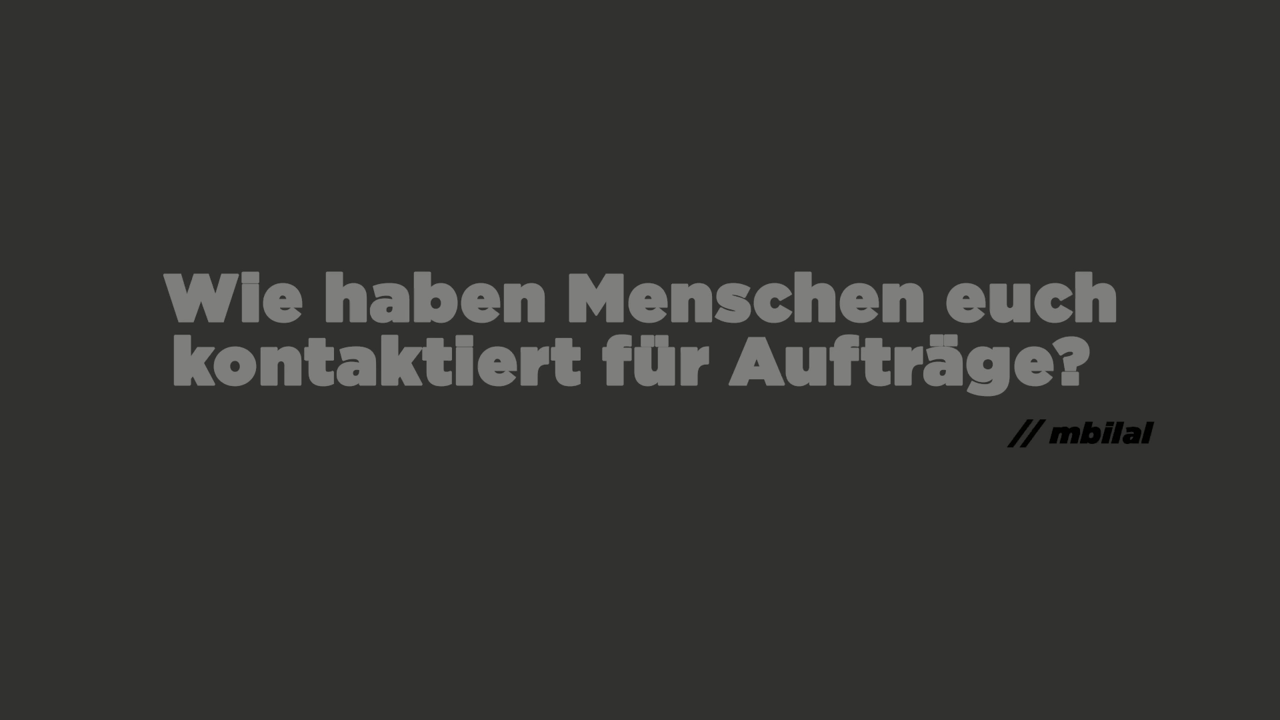 Wie haben Menschen euch
kontaktiert für Aufträge?
// mbilal